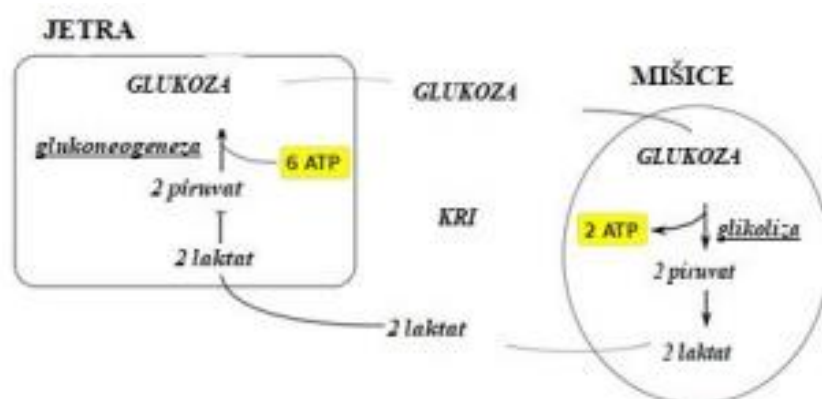 JETRA
GLUKOZA
glukoneogeneza
6 ATP
2 piruvat
2 laktat
GLUKOZA
KRI
2 laktat
MIŠICE
GLUKOZA
2 ATP
glikoliza
2 piruvat
2 laktat